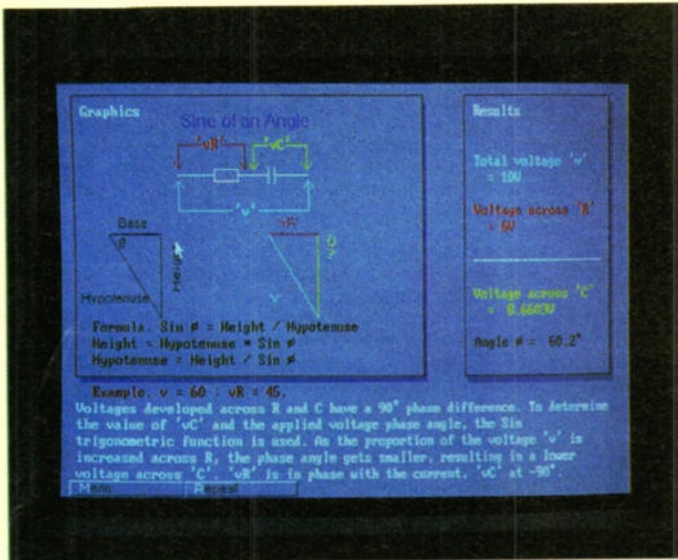 Graphics
Sine of an Angle
'vR' 'vC'
'v'
Base
ø
Height
Hypotenuse
vR
vC
v
Formula. Sin ø = Height / Hypotenuse
Height = Hypotenuse * Sin ø
Hypotenuse = Height / Sin ø
Example. v = 60 : vR = 45.
Results
Total voltage 'v'
= 10V
Voltage across 'R'
= 6V
Voltage across 'C'
= 8.6603V
Angle ø = 60.2°
Voltages developed across R and C have a 90° phase difference. To determine
the value of 'vC' and the applied voltage phase angle, the Sin
trigonometric function is used. As the proportion of the voltage 'v' is
increased across R, the phase angle gets smaller, resulting in a lower
voltage across 'C'. 'vR' is in phase with the current, 'vC' at -90°.
Menu Repeat